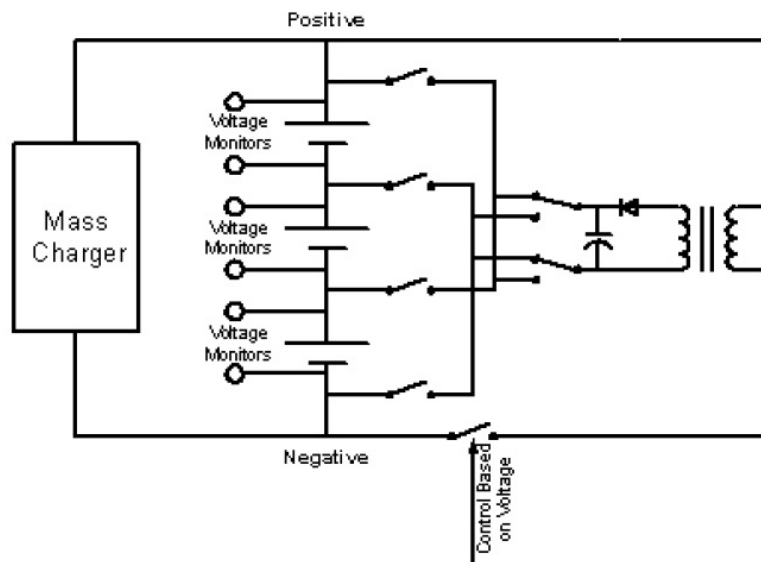 Positive
Voltage
Monitors
Mass
Charger
Voltage
Monitors
Voltage
Monitors
Negative
Control Based
on Voltage